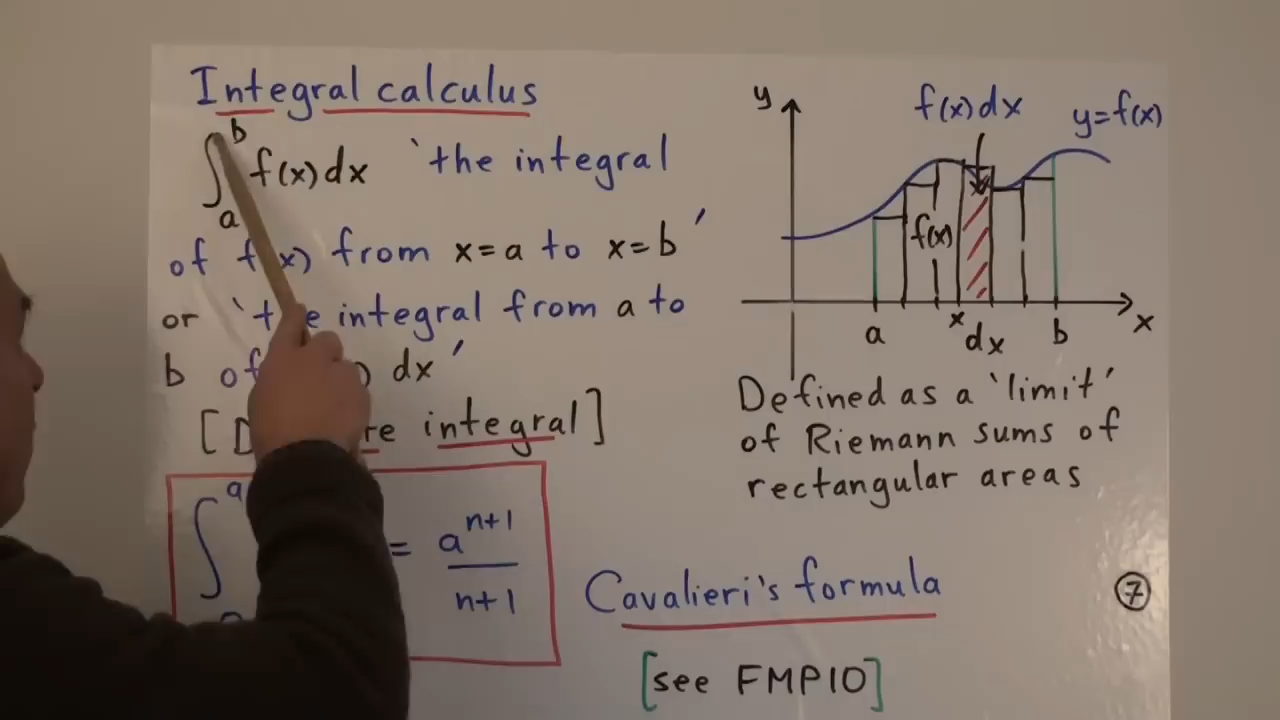 Integral calculus
∫ₐᵇ f(x) dx 'the integral
of f(x) from x=a to x=b'
or 'the integral from a to
b of dx'
[ integral]
∫ᵃ = aⁿ⁺¹/n+1
y
f(x) dx
y=f(x)
f(x)
a x dx b x
Defined as a 'limit'
of Riemann sums of
rectangular areas
Cavalieri's formula
7
[see FMP10]